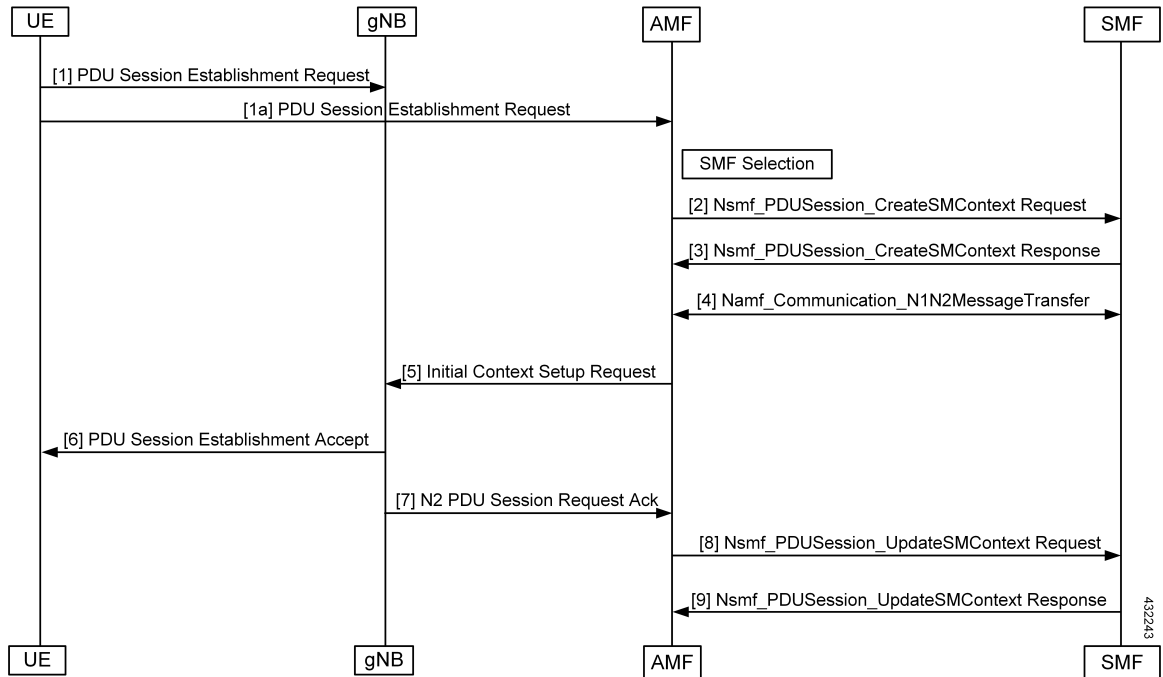 UE
gNB
AMF
SMF
[1] PDU Session Establishment Request
[1a] PDU Session Establishment Request
SMF Selection
[2] Nsmf_PDUSession_CreateSMContext Request
[3] Nsmf_PDUSession_CreateSMContext Response
[4] Namf_Communication_N1N2MessageTransfer
[5] Initial Context Setup Request
[6] PDU Session Establishment Accept
[7] N2 PDU Session Request Ack
[8] Nsmf_PDUSession_UpdateSMContext Request
[9] Nsmf_PDUSession_UpdateSMContext Response
432243
UE
gNB
AMF
SMF